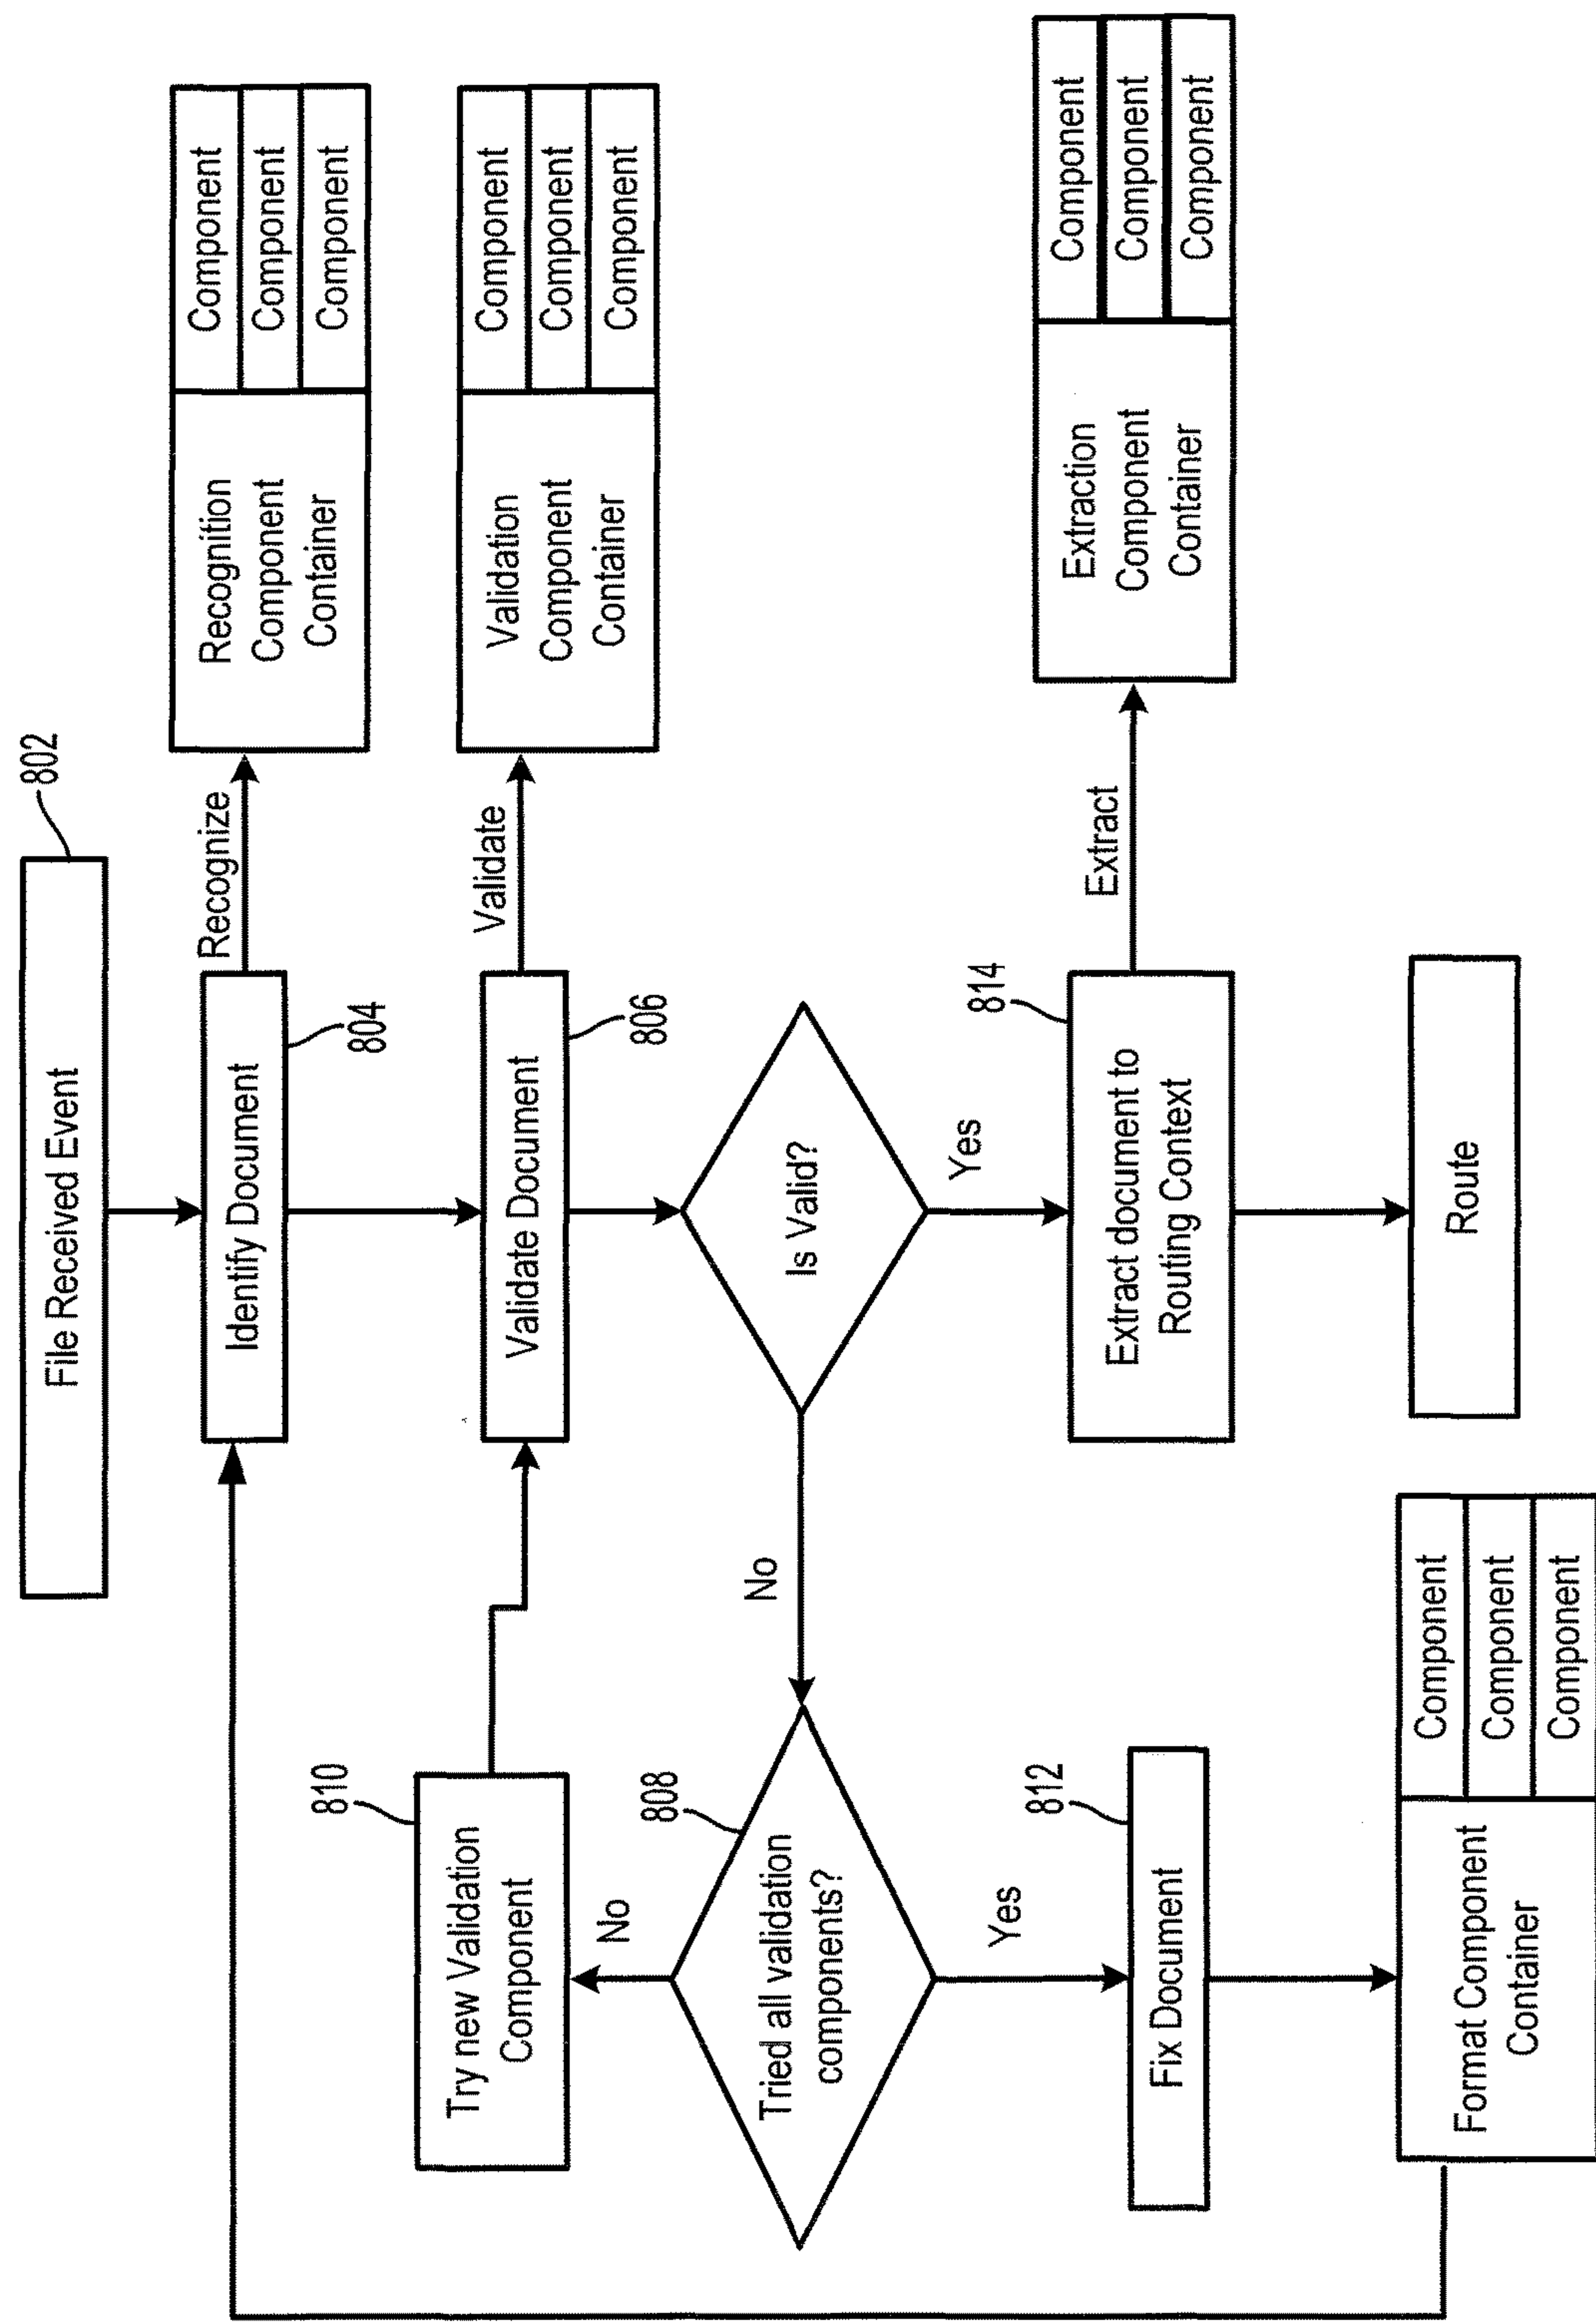 File Received Event
802
Identify Document
804
Recognize
Recognition
Component
Container
Component
Component
Component
Validate Document
806
Validate
Validation
Component
Container
Component
Component
Component
Is Valid?
No
Yes
Try new Validation
Component
810
No
Tried all validation
components?
808
Yes
Fix Document
812
Format Component
Container
Component
Component
Component
Extract document to
Routing Context
814
Extract
Extraction
Component
Container
Component
Component
Component
Route